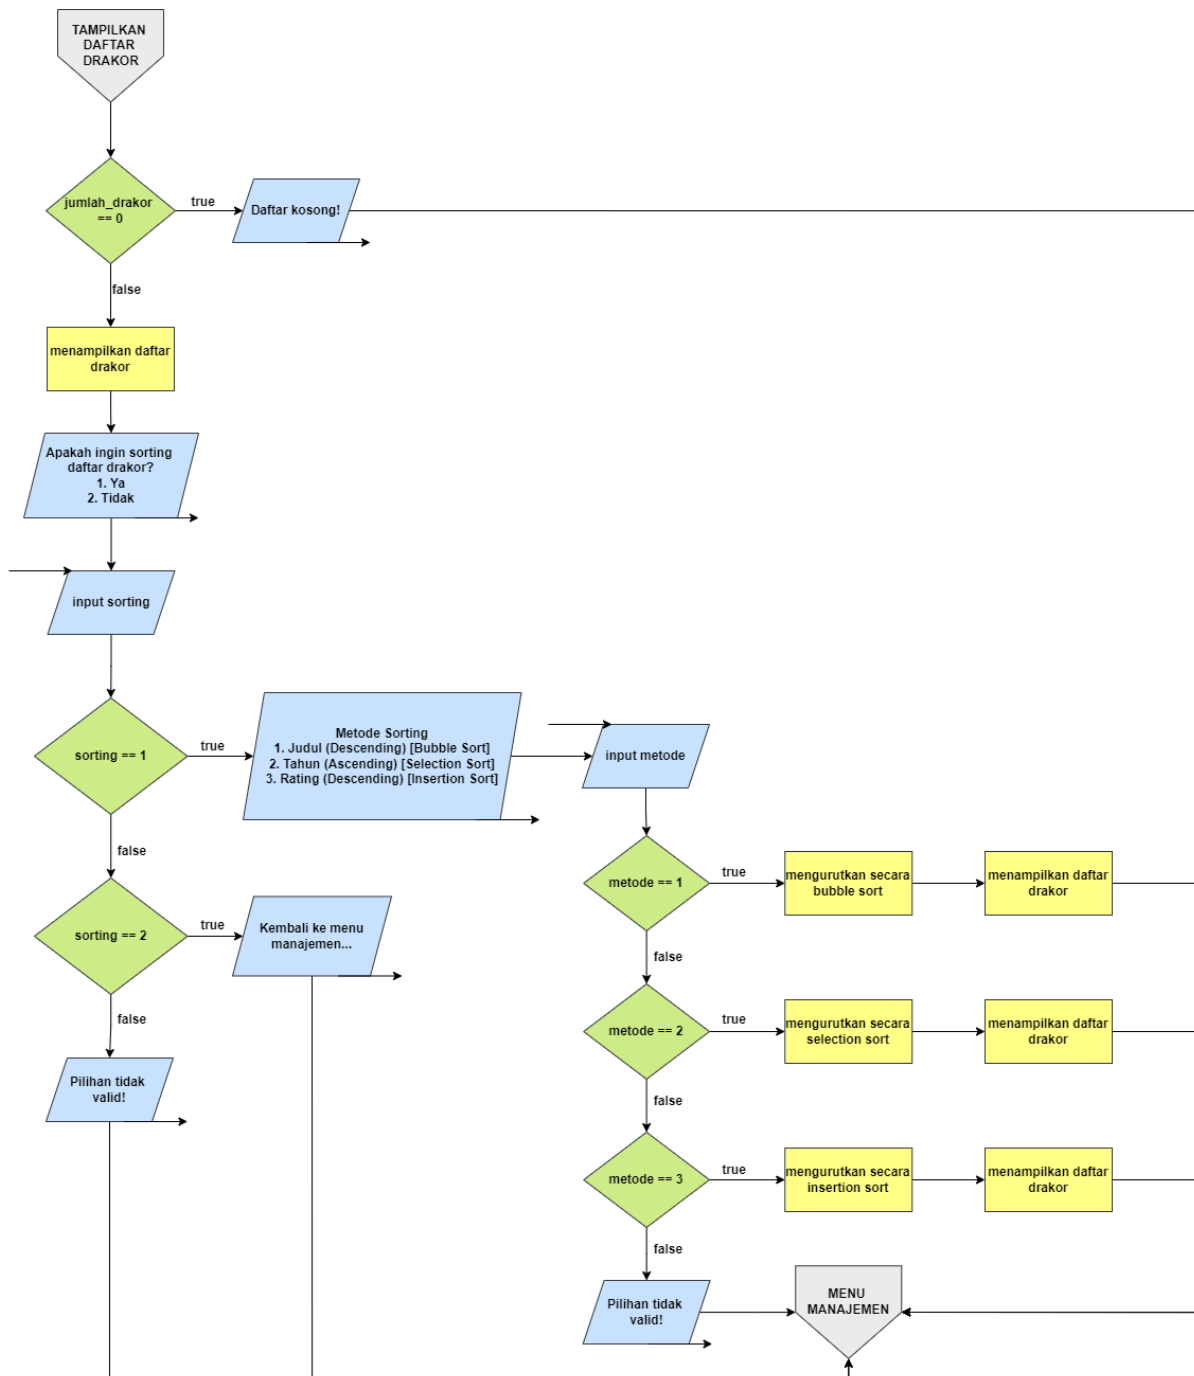 TAMPILKAN
DAFTAR
DRAKOR
jumlah_drakor
== 0
true
Daftar kosong!
false
menampilkan daftar
drakor
Apakah ingin sorting
daftar drakor?
1. Ya
2. Tidak
input sorting
sorting == 1
true
Metode Sorting
1. Judul (Descending) [Bubble Sort]
2. Tahun (Ascending) [Selection Sort]
3. Rating (Descending) [Insertion Sort]
input metode
false
sorting == 2
true
Kembali ke menu
manajemen...
false
Pilihan tidak
valid!
metode == 1
true
mengurutkan secara
bubble sort
menampilkan daftar
drakor
false
metode == 2
true
mengurutkan secara
selection sort
menampilkan daftar
drakor
false
metode == 3
true
mengurutkan secara
insertion sort
menampilkan daftar
drakor
false
Pilihan tidak
valid!
MENU
MANAJEMEN